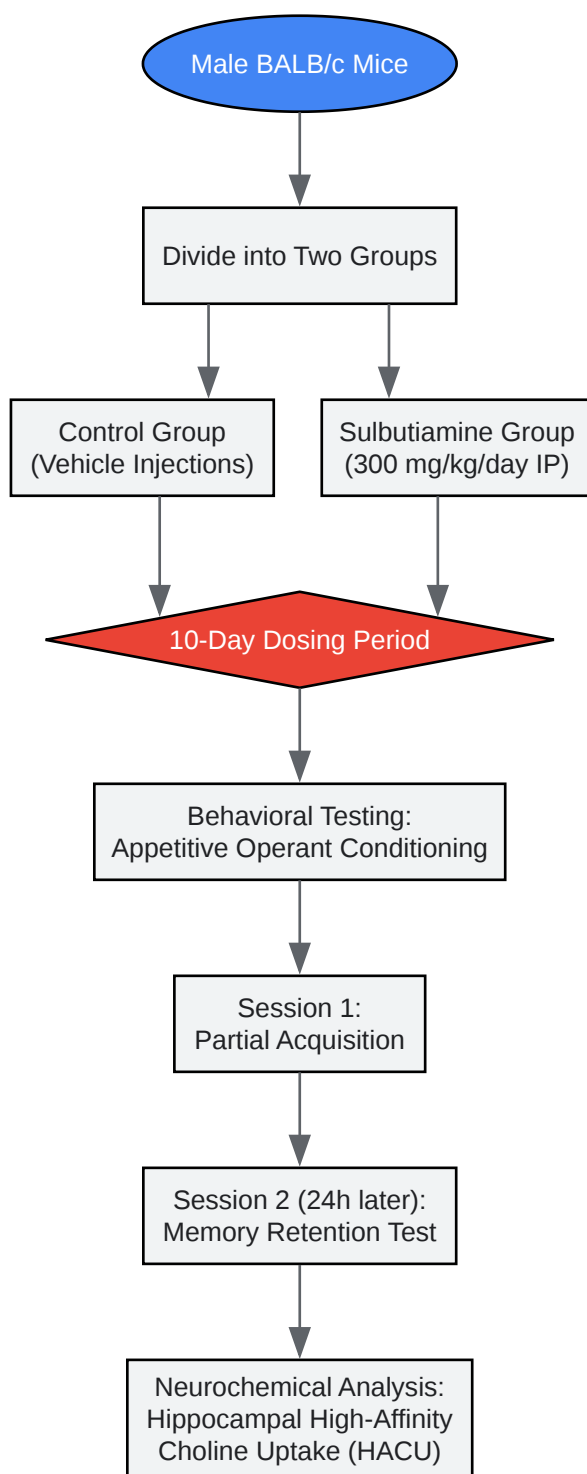 Male BALB/c Mice
Divide into Two Groups
Control Group
(Vehicle Injections)
Sulbutiamine Group
(300 mg/kg/day IP)
10-Day Dosing Period
Behavioral Testing:
Appetitive Operant Conditioning
Session 1:
Partial Acquisition
Session 2 (24h later):
Memory Retention Test
Neurochemical Analysis:
Hippocampal High-Affinity
Choline Uptake (HACU)